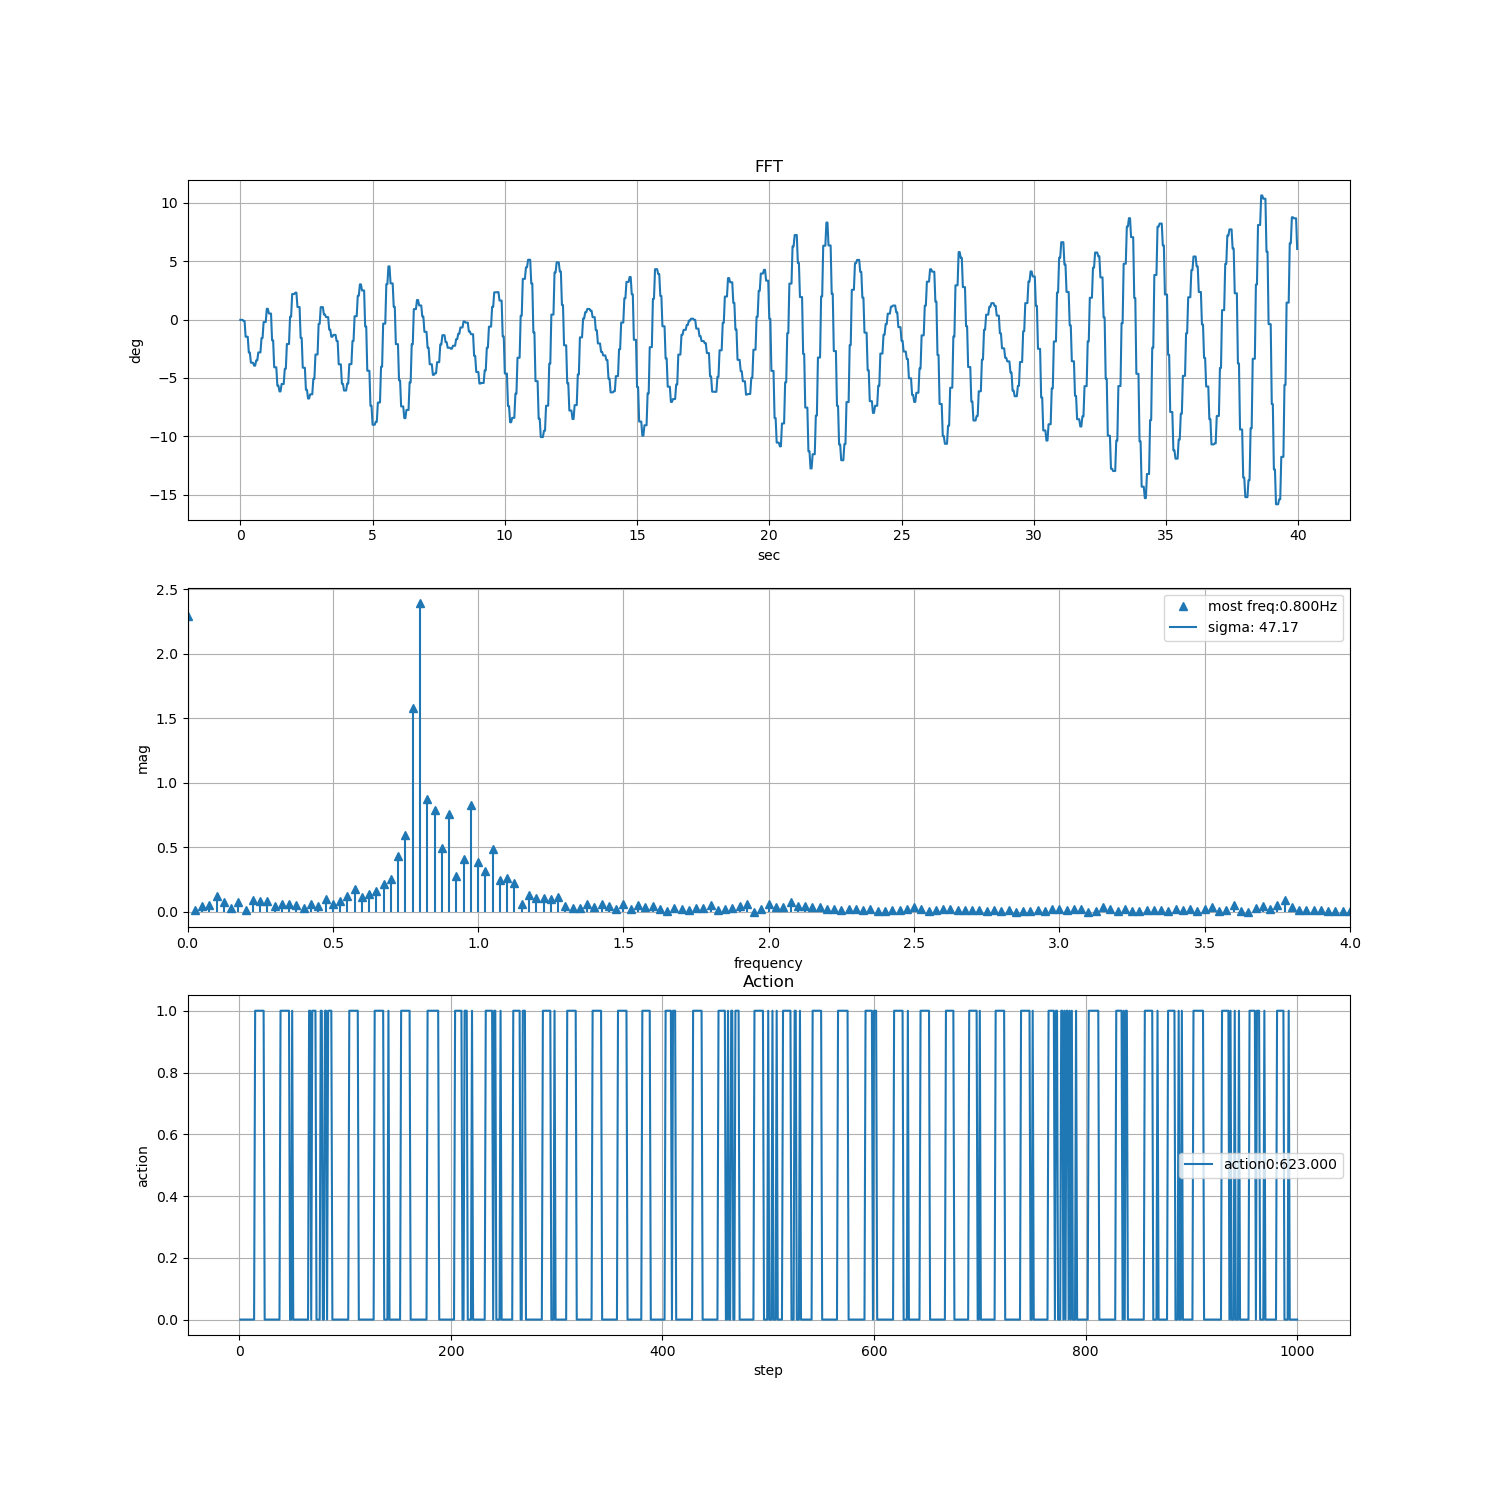 FFT
10
5
0
−5
−10
−15
deg
0 5 10 15 20 25 30 35 40
sec
2.5
2.0
1.5
1.0
0.5
0.0
mag
most freq:0.800Hz
sigma: 47.17
0.0 0.5 1.0 1.5 2.0 2.5 3.0 3.5 4.0
frequency
Action
1.0
0.8
0.6
0.4
0.2
0.0
action
action0:623.000
0 200 400 600 800 1000
step